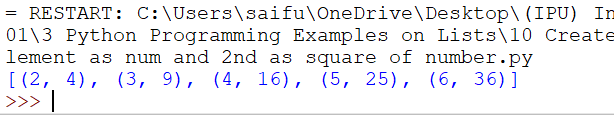 = RESTART: C:\Users\saifu\OneDrive\Desktop\(IPU) In
01\3 Python Programming Examples on Lists\10 Create
lement as num and 2nd as square of number.py
[(2, 4), (3, 9), (4, 16), (5, 25), (6, 36)]
>>>